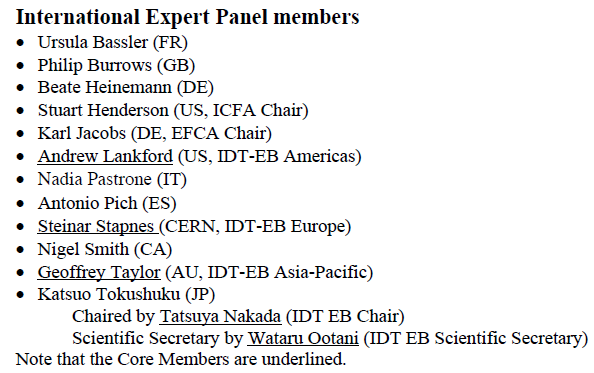 International Expert Panel members
• Ursula Bassler (FR)
• Philip Burrows (GB)
• Beate Heinemann (DE)
• Stuart Henderson (US, ICFA Chair)
• Karl Jacobs (DE, EFCA Chair)
• Andrew Lankford (US, IDT-EB Americas)
• Nadia Pastrone (IT)
• Antonio Pich (ES)
• Steinar Stapnes (CERN, IDT-EB Europe)
• Nigel Smith (CA)
• Geoffrey Taylor (AU, IDT-EB Asia-Pacific)
• Katsuo Tokushuku (JP)
Chaired by Tatsuya Nakada (IDT EB Chair)
Scientific Secretary by Wataru Ootani (IDT EB Scientific Secretary)
Note that the Core Members are underlined.